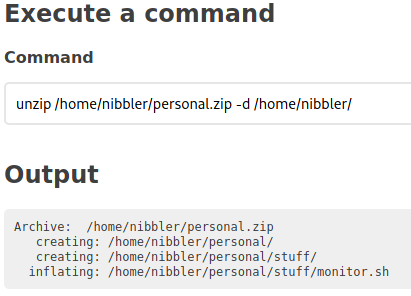 Execute a command
Command
unzip /home/nibbler/personal.zip -d /home/nibbler/
Output
Archive:  /home/nibbler/personal.zip
   creating: /home/nibbler/personal/
   creating: /home/nibbler/personal/stuff/
  inflating: /home/nibbler/personal/stuff/monitor.sh